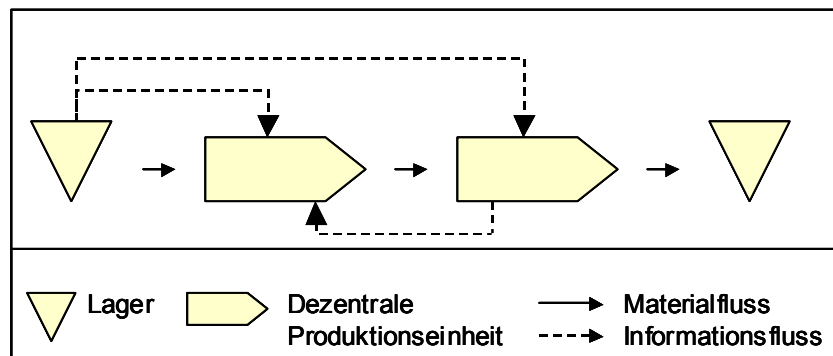 Lager
Dezentrale
Produktionseinheit
Materialfluss
Informationsfluss